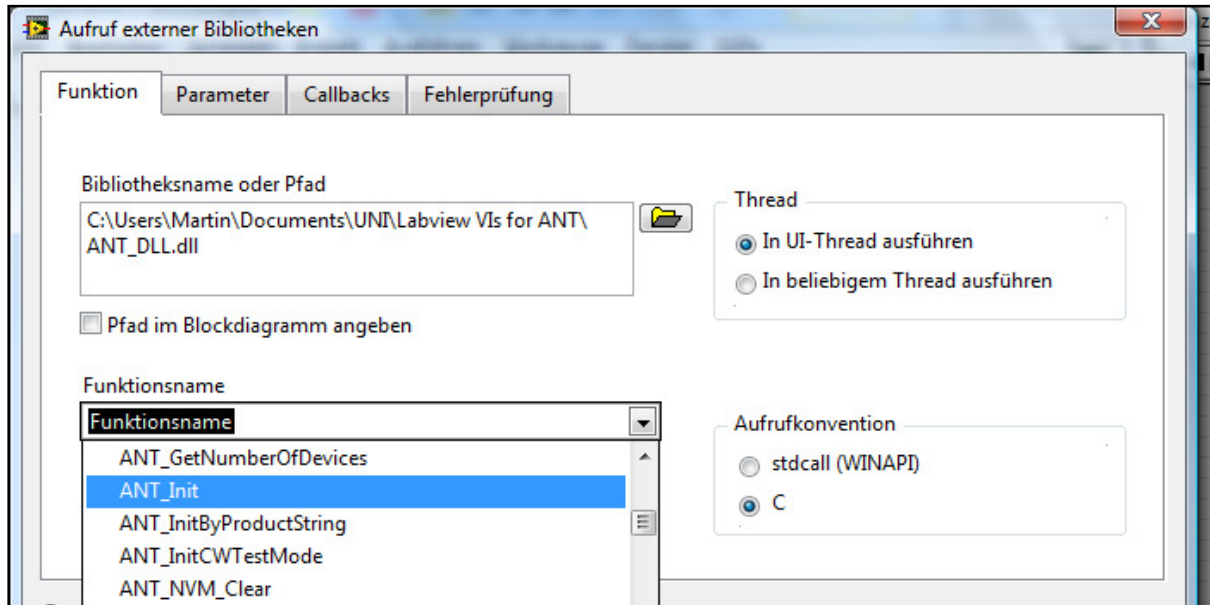 Aufruf externer Bibliotheken
Funktion
Parameter
Callbacks
Fehlerprüfung
Bibliotheksname oder Pfad
C:\Users\Martin\Documents\UNI\Labview VIs for ANT\
ANT_DLL.dll
Pfad im Blockdiagramm angeben
Thread
In UI-Thread ausführen
In beliebigem Thread ausführen
Funktionsname
Funktionsname
ANT_GetNumberOfDevices
ANT_Init
ANT_InitByProductString
ANT_InitCWTestMode
ANT_NVM_Clear
Aufrufkonvention
stdcall (WINAPI)
C